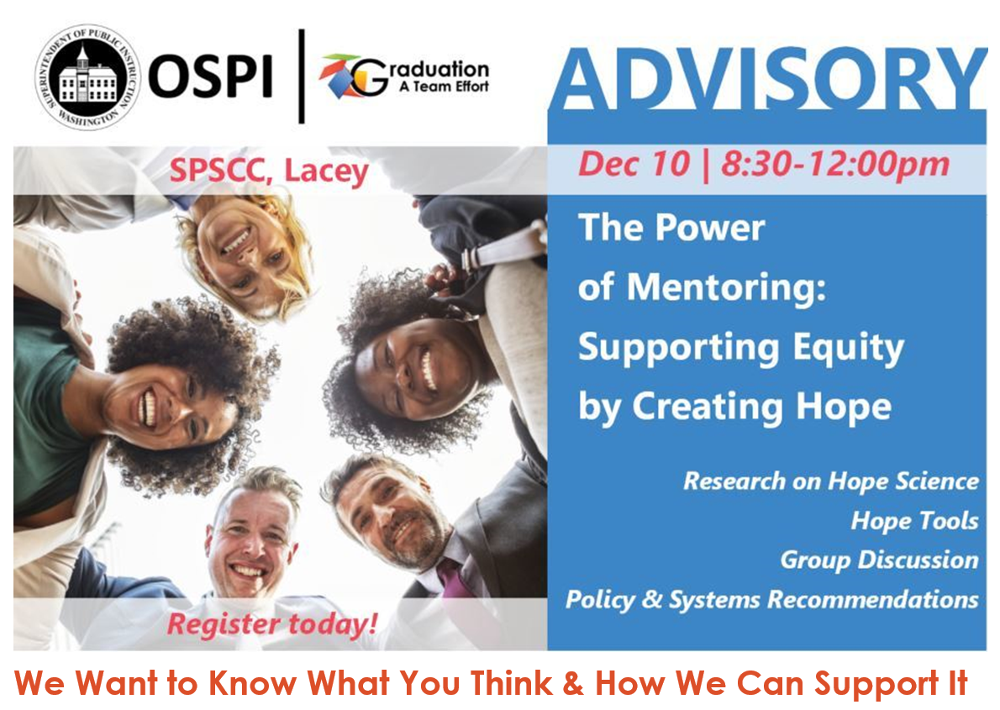 SUPERINTENDENT OF PUBLIC INSTRUCTION
WASHINGTON
OSPI
Graduation
A Team Effort
ADVISORY
SPSCC, Lacey
Dec 10 | 8:30-12:00pm
The Power
of Mentoring:
Supporting Equity
by Creating Hope
Research on Hope Science
Hope Tools
Group Discussion
Policy & Systems Recommendations
Register today!
We Want to Know What You Think & How We Can Support It